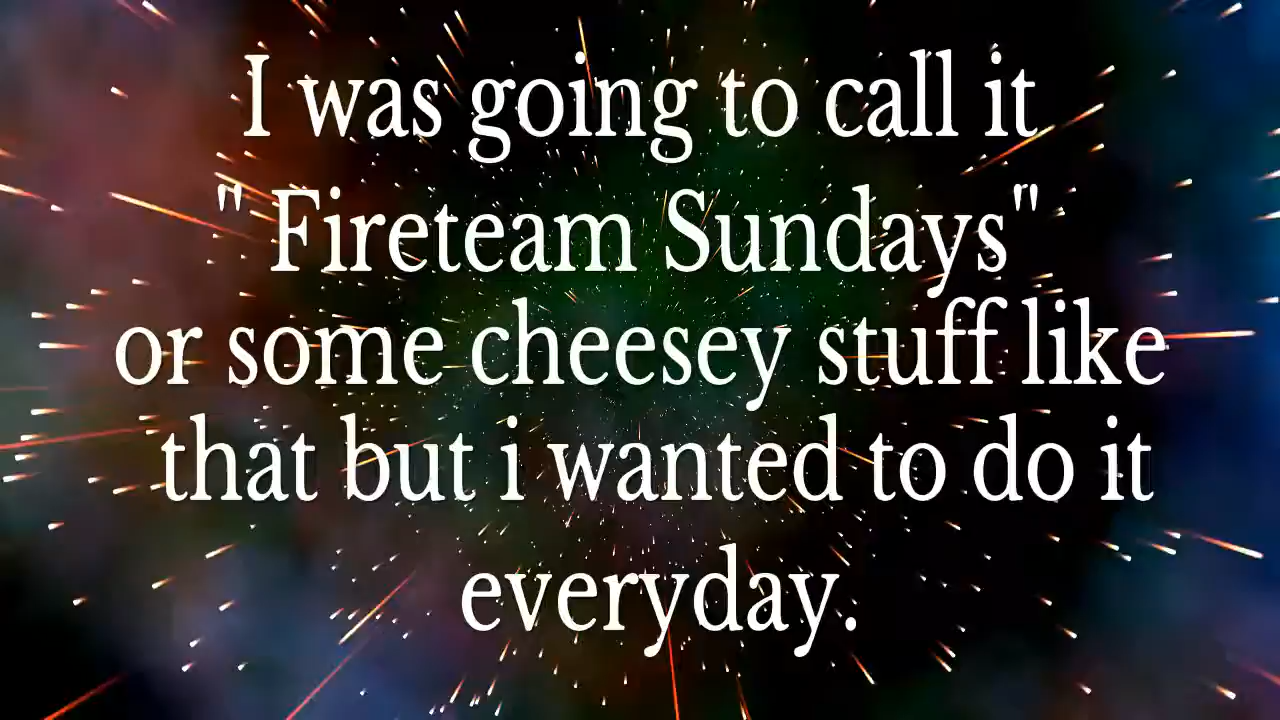 I was going to call it
" Fireteam Sundays"
or some cheesey stuff like
that but i wanted to do it
everyday.